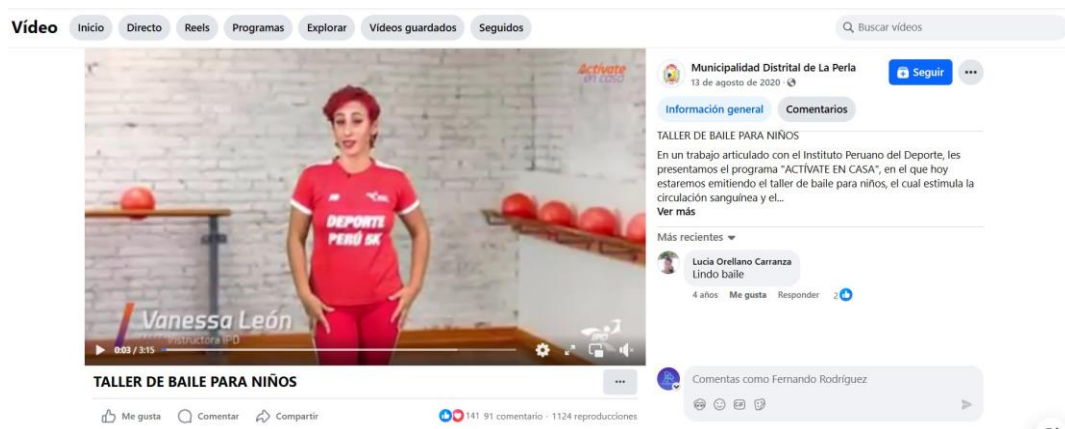 Vídeo Inicio Directo Reels Programas Explorar Vídeos guardados Seguidos Buscar vídeos
Actívate
en casa
DEPORTE
PERÚ 5K
Vanessa León
Instructora IPD
IPD
0:03 / 3:15
TALLER DE BAILE PARA NIÑOS
Me gusta Comentar Compartir 141 91 comentario · 1124 reproducciones
Municipalidad Distrital de La Perla
13 de agosto de 2020 ·
Seguir
Información general Comentarios
TALLER DE BAILE PARA NIÑOS
En un trabajo articulado con el Instituto Peruano del Deporte, les
presentamos el programa "ACTÍVATE EN CASA", en el que hoy
estaremos emitiendo el taller de baile para niños, el cual estimula la
circulación sanguínea y el...
Ver más
Más recientes
Lucia Orellano Carranza
Lindo baile
4 años Me gusta Responder 2
Comentas como Fernando Rodríguez
GIF